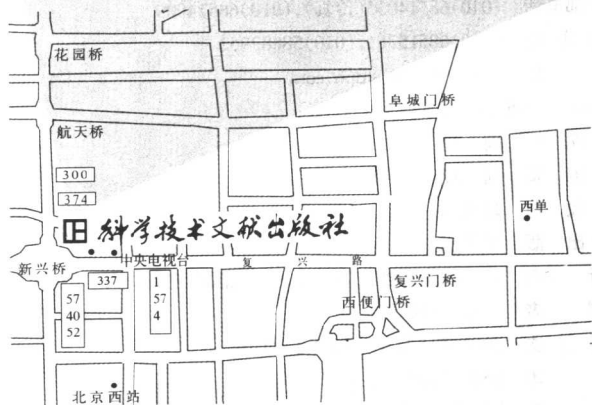 花园桥
阜城门桥
航天桥
300
374
西单
科学技术文献出版社
中央电视台
复兴路
新兴桥
337
复兴门桥
57
40
52
1
57
4
西便门桥
北京西站